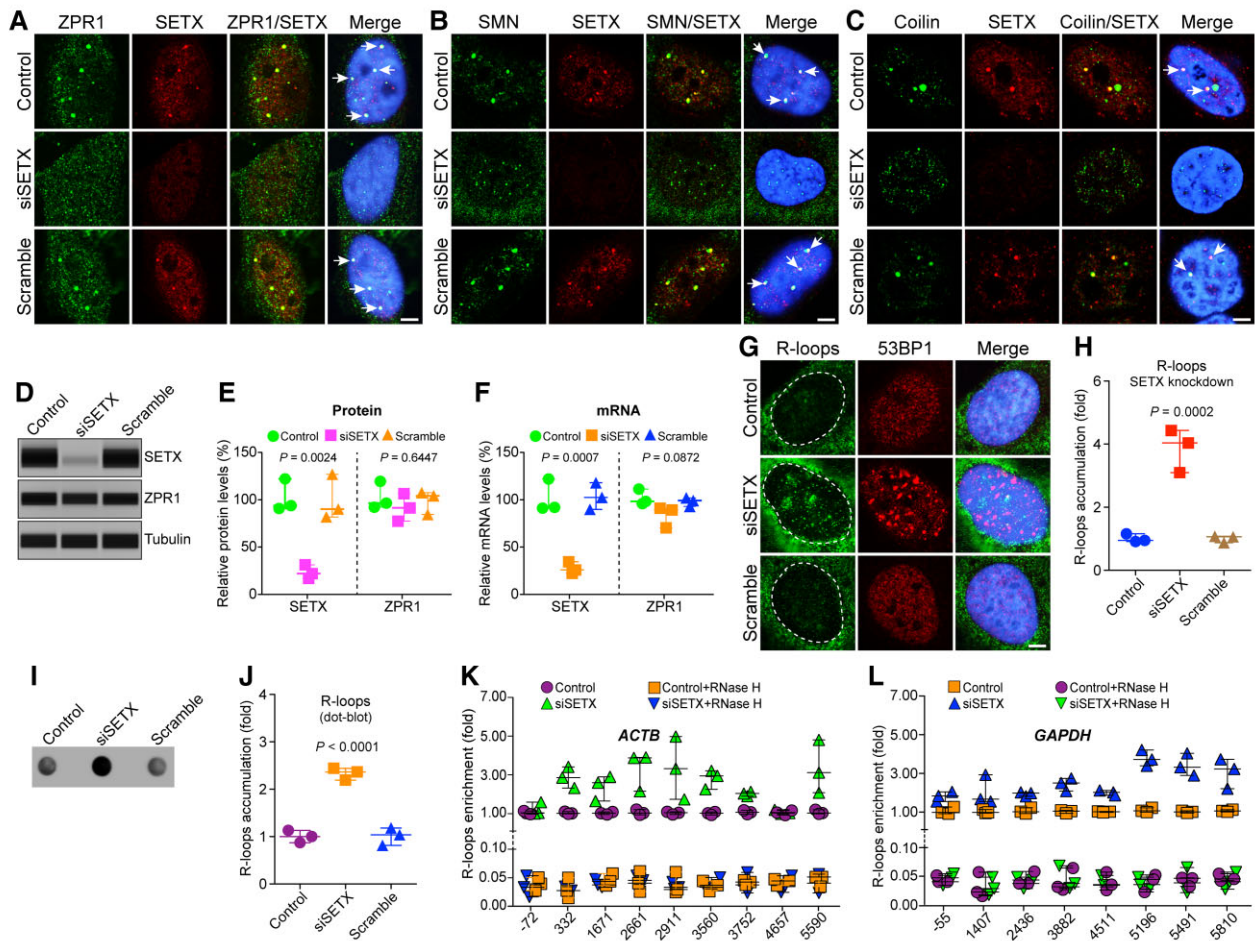 A ZPR1 SETX ZPR1/SETX Merge
Control
siSETX
Scramble
B SMN SETX SMN/SETX Merge
Control
siSETX
Scramble
C Coilin SETX Coilin/SETX Merge
Control
siSETX
Scramble
D
Control siSETX Scramble
SETX
ZPR1
Tubulin
E Protein
Control siSETX Scramble
P = 0.0024 P = 0.6447
Relative protein levels (%)
150
100
50
0
SETX ZPR1
F mRNA
Control siSETX Scramble
P = 0.0007 P = 0.0872
Relative mRNA levels (%)
150
100
50
0
SETX ZPR1
G R-loops 53BP1 Merge
Control
siSETX
Scramble
H R-loops
SETX knockdown
P = 0.0002
R-loops accumulation (fold)
6
4
2
0
Control siSETX Scramble
I
Control siSETX Scramble
J R-loops
(dot-blot)
P < 0.0001
R-loops accumulation (fold)
4
3
2
1
0
Control siSETX Scramble
K Control Control+RNase H
siSETX siSETX+RNase H
ACTB
R-loops enrichment (fold)
7.00
5.00
3.00
1.00
0.10
0.05
0.00
-72 332 1671 2661 2911 3560 3752 4657 5590
L Control Control+RNase H
siSETX siSETX+RNase H
GAPDH
R-loops enrichment (fold)
7.00
5.00
3.00
1.00
0.10
0.05
0.00
-55 1407 2436 3882 4511 5196 5491 5810